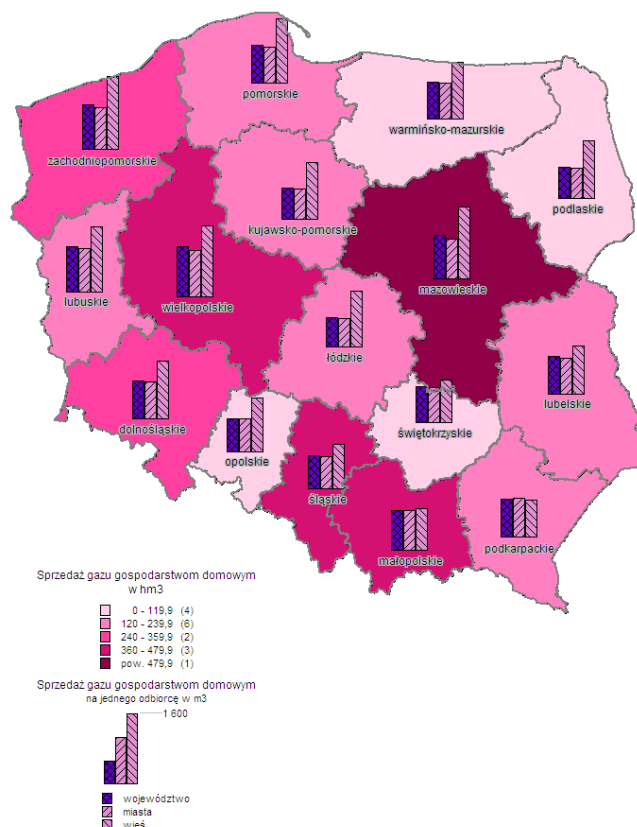 pomorskie
warmińsko-mazurskie
zachodniopomorskie
podlaskie
kujawsko-pomorskie
mazowieckie
lubuskie
wielkopolskie
łódzkie
lubelskie
dolnośląskie
świętokrzyskie
opolskie
śląskie
podkarpackie
małopolskie
Sprzedaż gazu gospodarstwom domowym
w hm3
0 - 119,9 (4)
120 - 239,9 (6)
240 - 359,9 (2)
360 - 479,9 (3)
pow. 479,9 (1)
Sprzedaż gazu gospodarstwom domowym
na jednego odbiorcę w m3
1 600
województwo
miasta
wieś